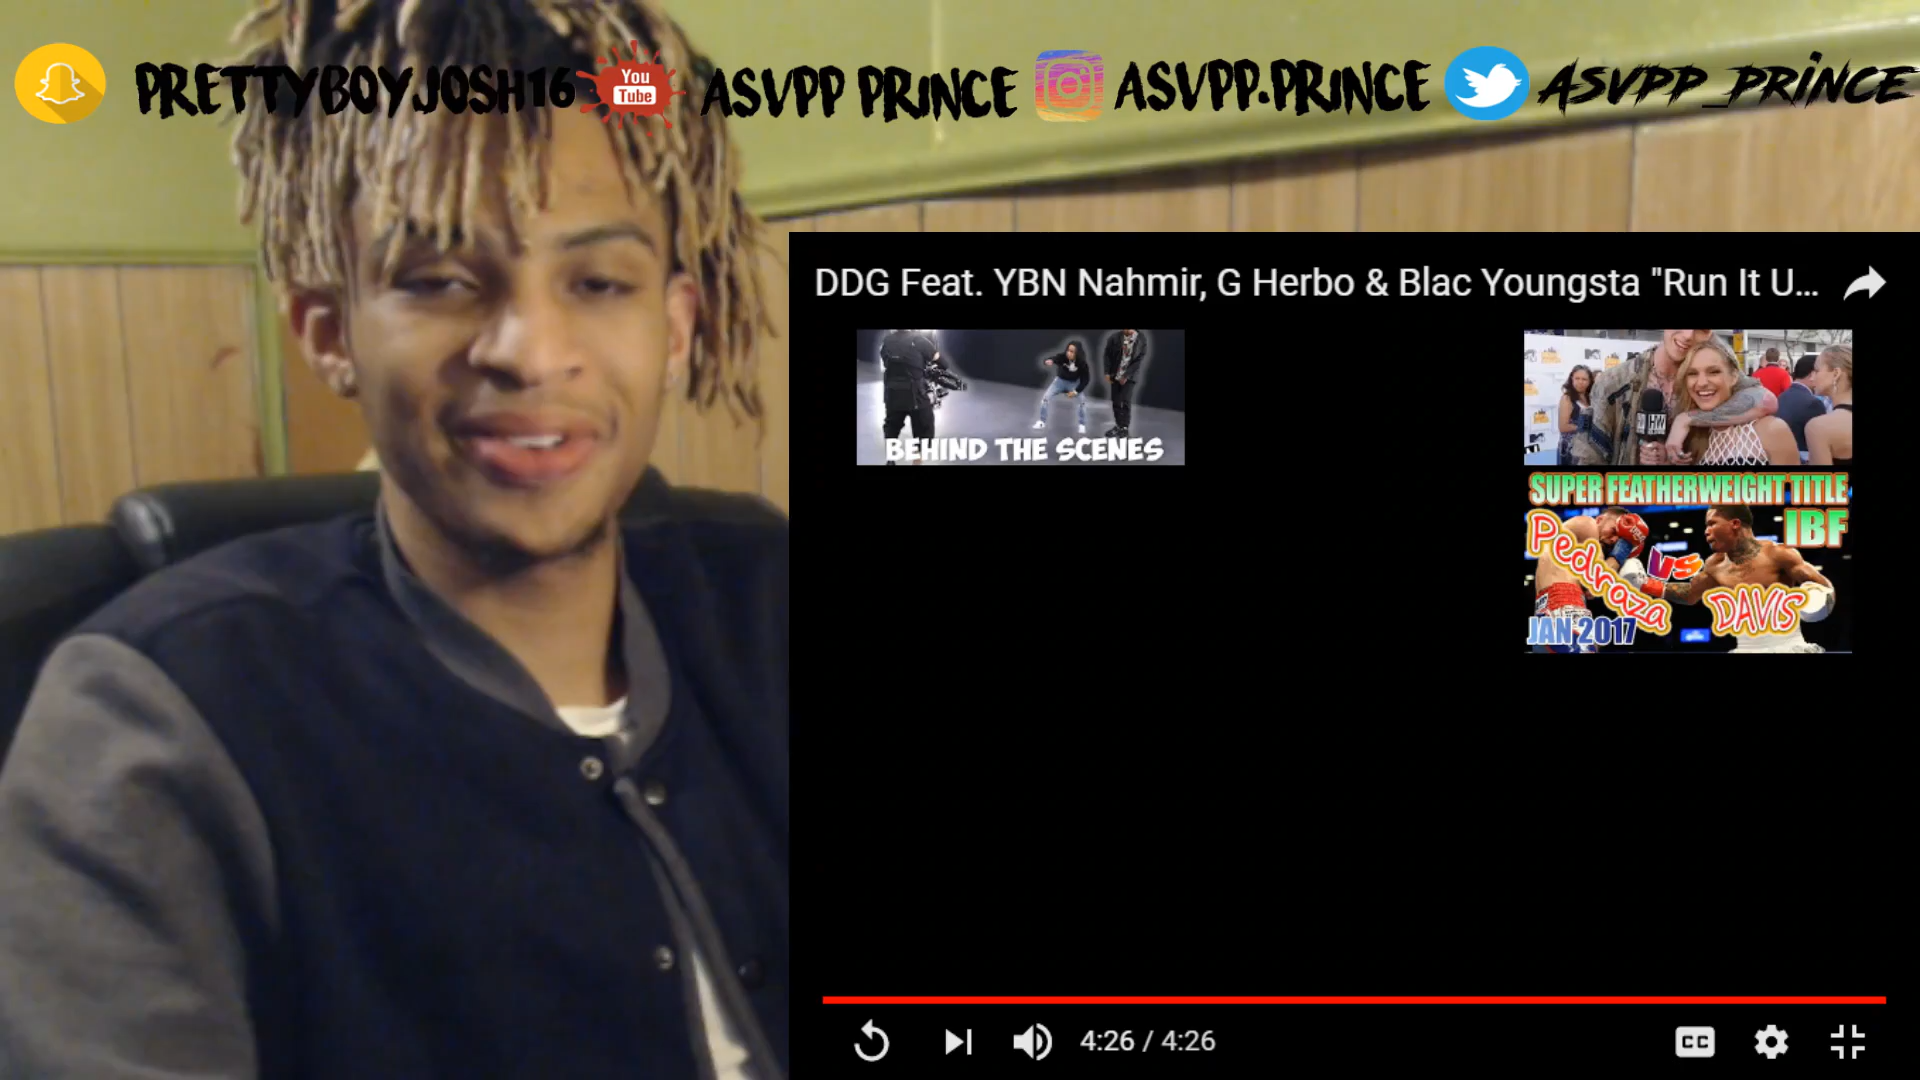 PRETTYBOYJOSH16 You Tube ASVPP PRINCE ASVPP.PRINCE ASVPP_PRINCE
DDG Feat. YBN Nahmir, G Herbo & Blac Youngsta "Run It U...
BEHIND THE SCENES
SUPER FEATHERWEIGHT TITLE
IBF
Pedraza
VS
DAVIS
JAN 2017
4:26 / 4:26
CC